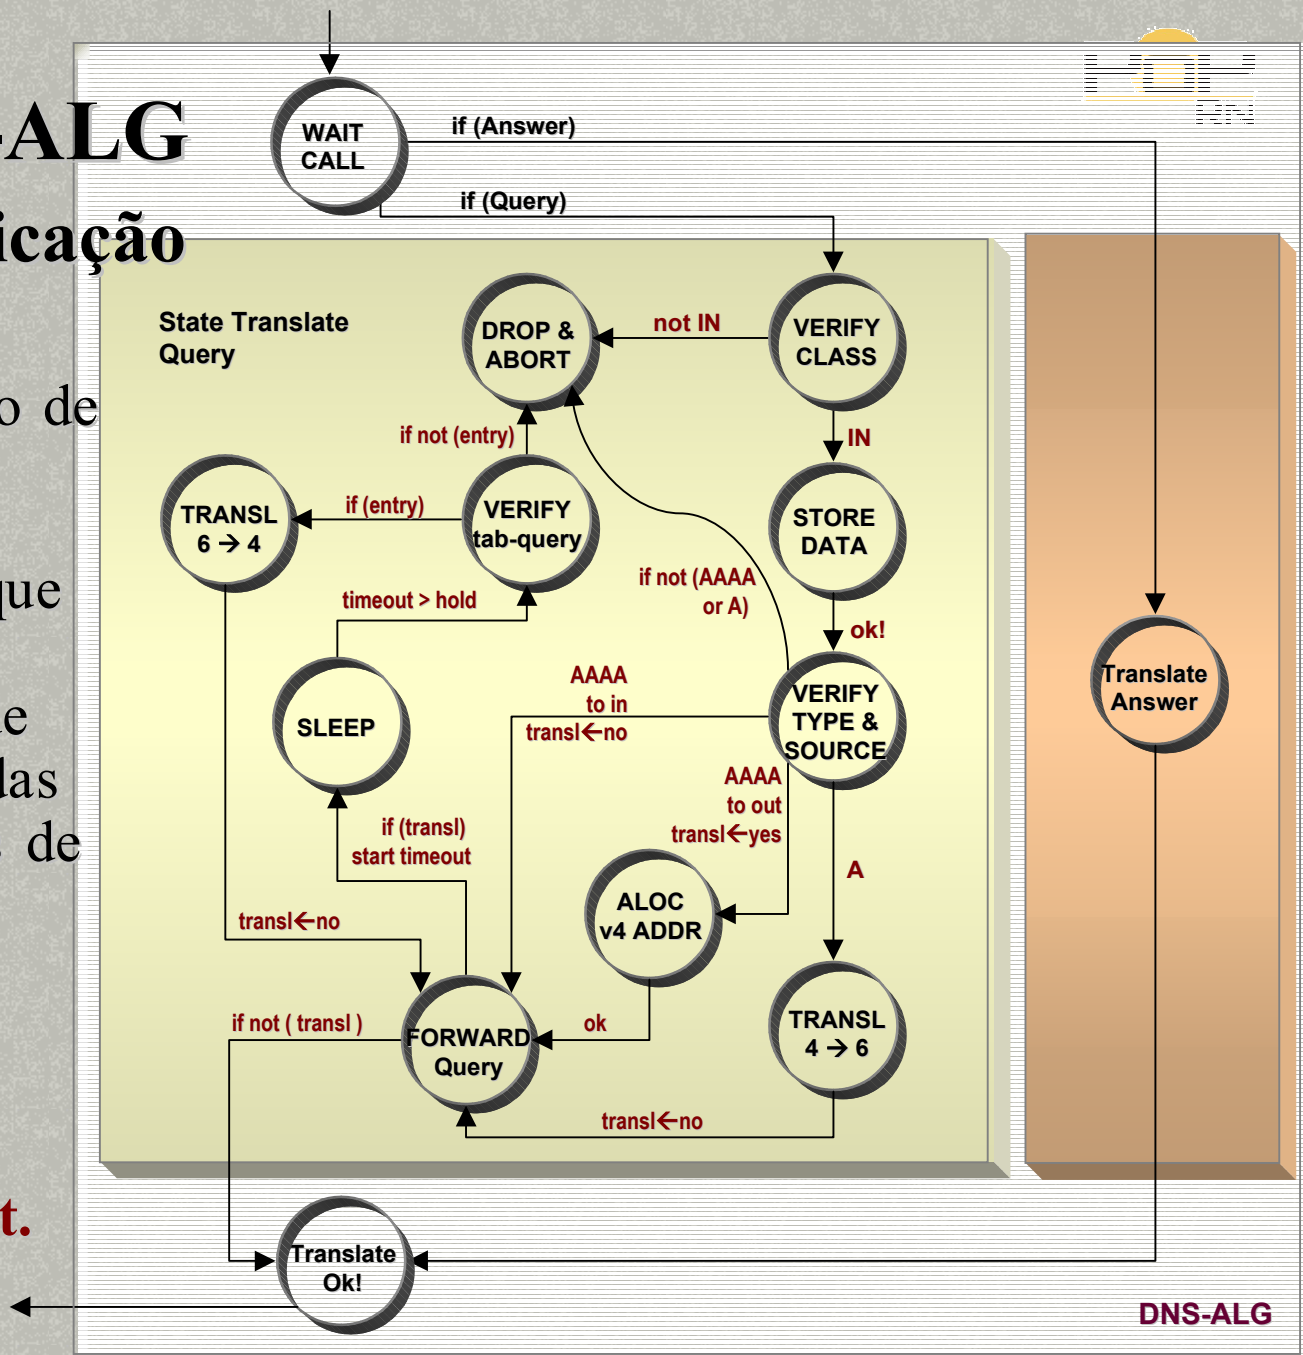 -ALG
icação
o de
que
das
de
t.
WAIT
CALL
if (Answer)
if (Query)
State Translate
Query
DROP &
ABORT
not IN
VERIFY
CLASS
if not (entry)
IN
TRANSL
6 → 4
if (entry)
VERIFY
tab-query
STORE
DATA
timeout > hold
if not (AAAA
or A)
ok!
SLEEP
AAAA
to in
transl←no
VERIFY
TYPE &
SOURCE
Translate
Answer
AAAA
to out
transl←yes
if (transl)
start timeout
A
ALOC
v4 ADDR
transl←no
if not ( transl )
FORWARD
Query
ok
TRANSL
4 → 6
transl←no
Translate
Ok!
DNS-ALG
RN